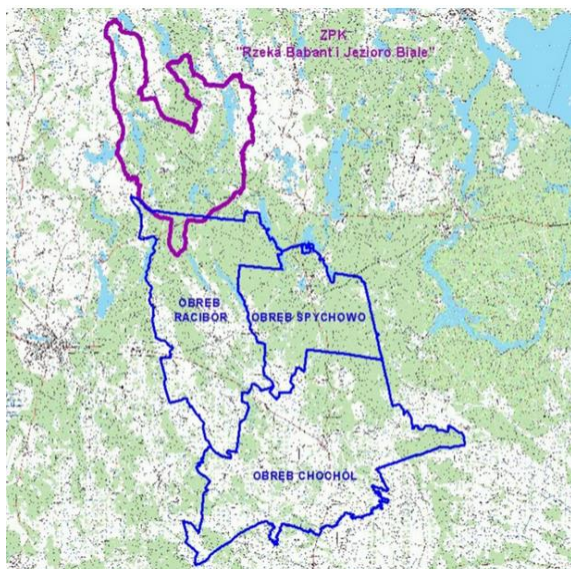 ZPK
"Rzeka Babant i Jezioro Białe"
OBRĘB
RACIBÓR
OBRĘB SPYCHOWO
OBRĘB CHOCHÓŁ